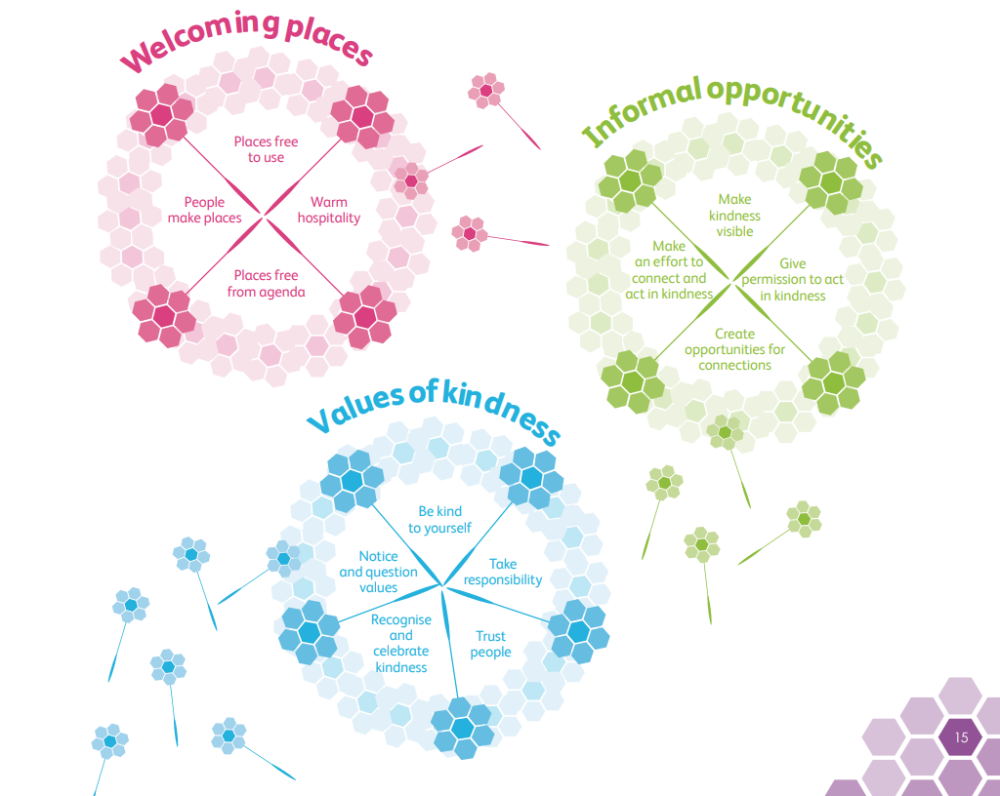 Welcoming places
Places free
to use
People
make places
Warm
hospitality
Places free
from agenda
Informal opportunities
Make
kindness
visible
Make
an effort to
connect and
act in kindness
Give
permission to act
in kindness
Create
opportunities for
connections
Values of kindness
Be kind
to yourself
Notice
and question
values
Take
responsibility
Recognise
and
celebrate
kindness
Trust
people
15